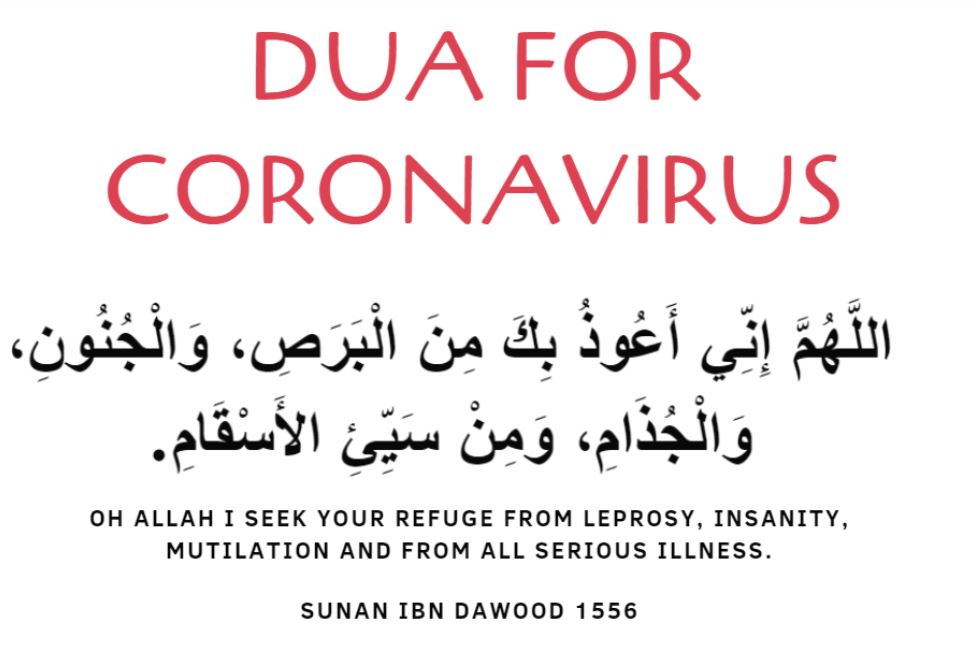 DUA FOR
CORONAVIRUS
اللَّهُمَّ إِنِّي أَعُوذُ بِكَ مِنَ الْبَرَصِ، وَالْجُنُونِ،
وَالْجُذَامِ، وَمِنْ سَيِّئِ الأَسْقَامِ.
OH ALLAH I SEEK YOUR REFUGE FROM LEPROSY, INSANITY,
MUTILATION AND FROM ALL SERIOUS ILLNESS.
SUNAN IBN DAWOOD 1556